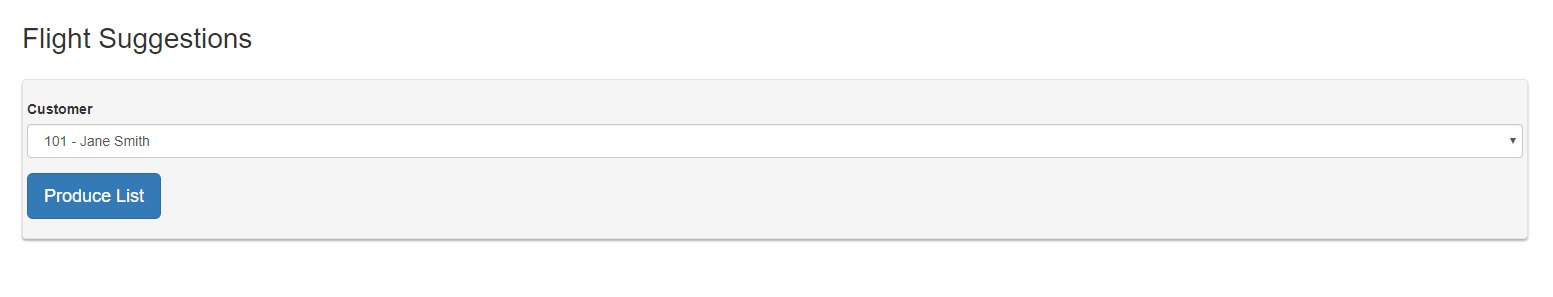 Flight Suggestions
Customer
101 - Jane Smith
Produce List